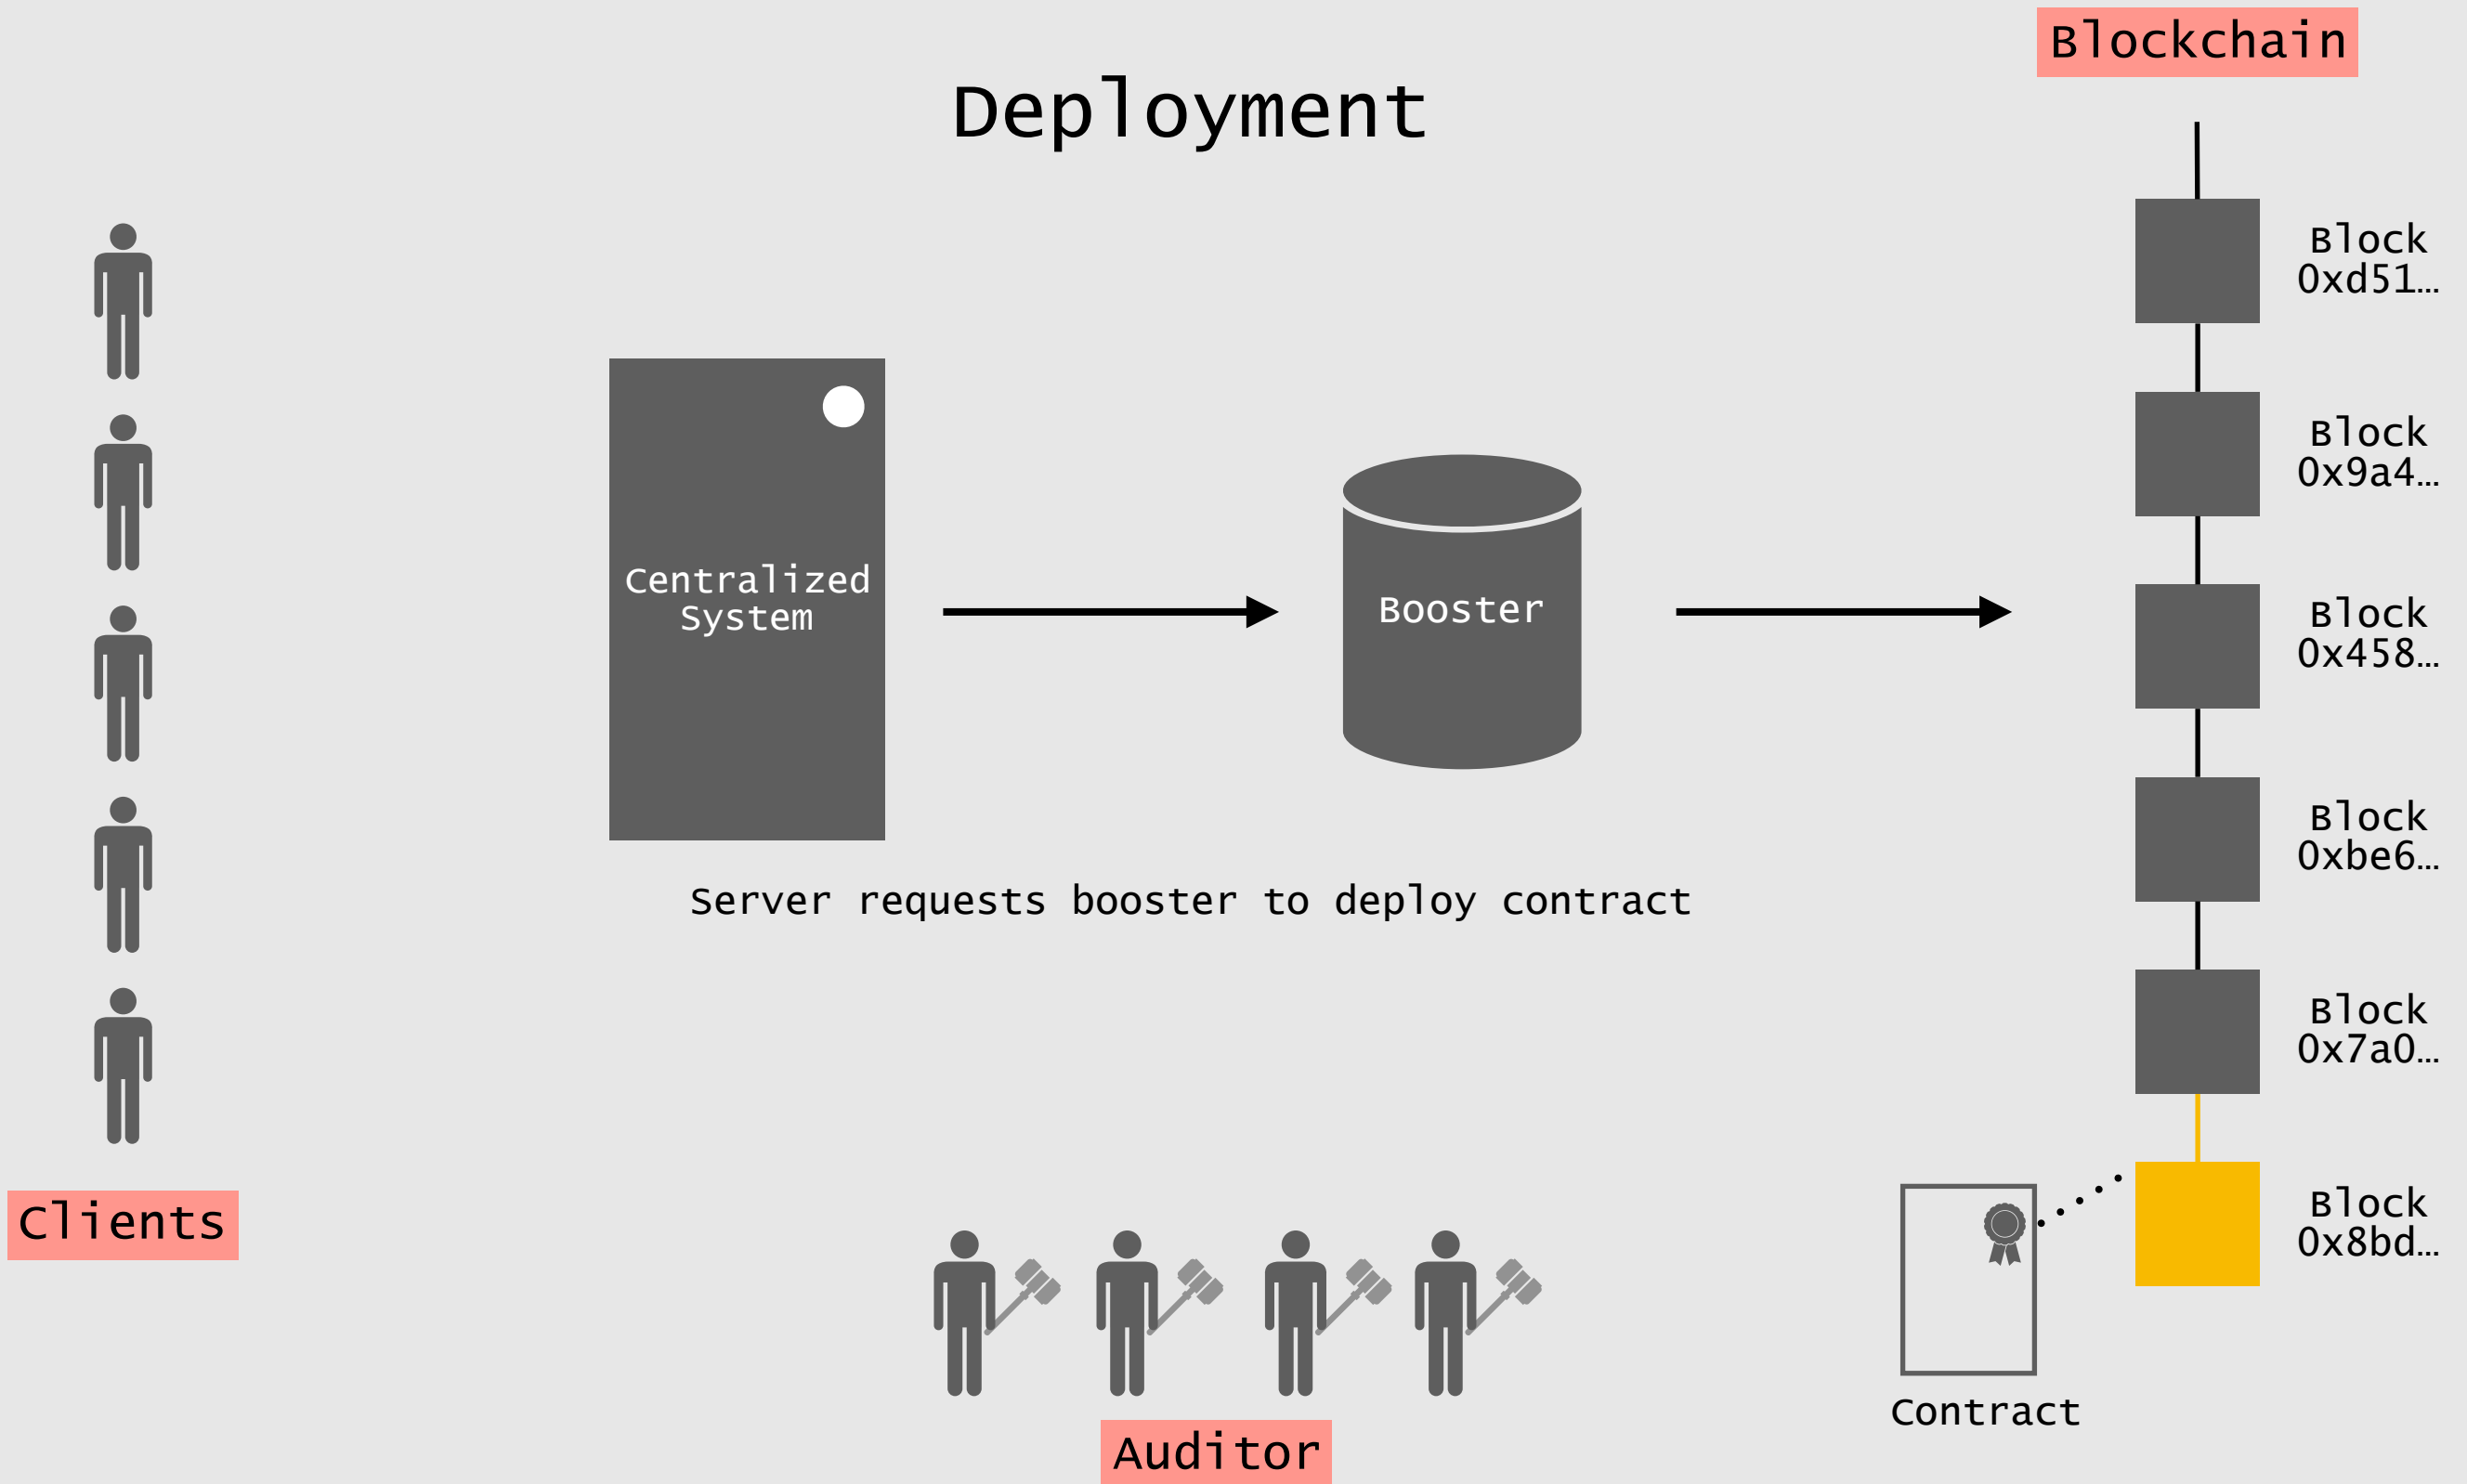 Blockchain
Deployment
Block
0xd51…
Block
0x9a4…
Centralized
System
Booster
Block
0x458…
Block
0xbe6…
Server requests booster to deploy contract
Block
0x7a0…
Clients
Block
0x8bd…
Contract
Auditor